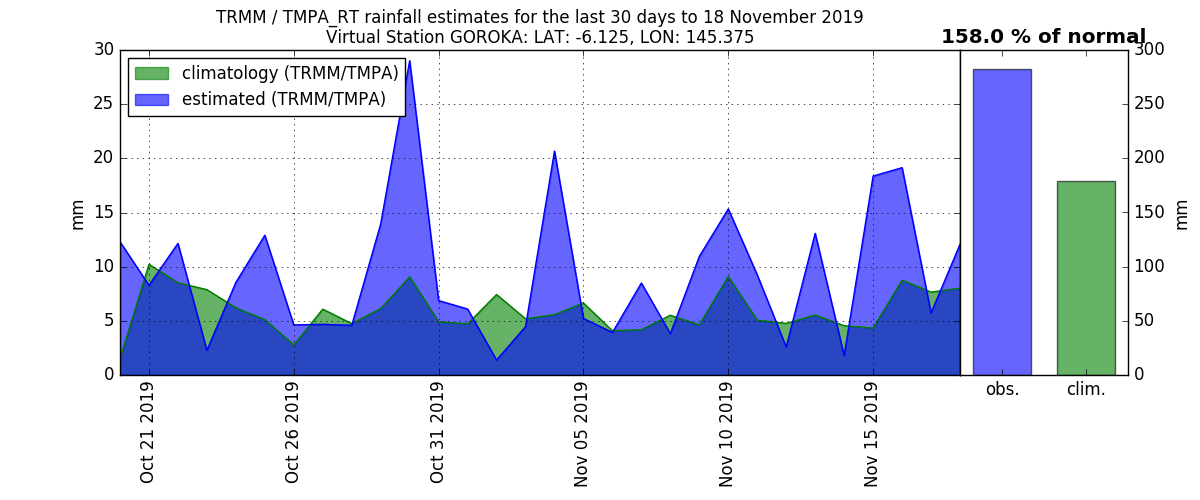 TRMM / TMPA_RT rainfall estimates for the last 30 days to 18 November 2019
Virtual Station GOROKA: LAT: -6.125, LON: 145.375
158.0 % of normal
climatology (TRMM/TMPA)
estimated (TRMM/TMPA)
30
25
20
15
10
5
0
mm
Oct 21 2019
Oct 26 2019
Oct 31 2019
Nov 05 2019
Nov 10 2019
Nov 15 2019
obs.
clim.
300
250
200
150
100
50
0
mm